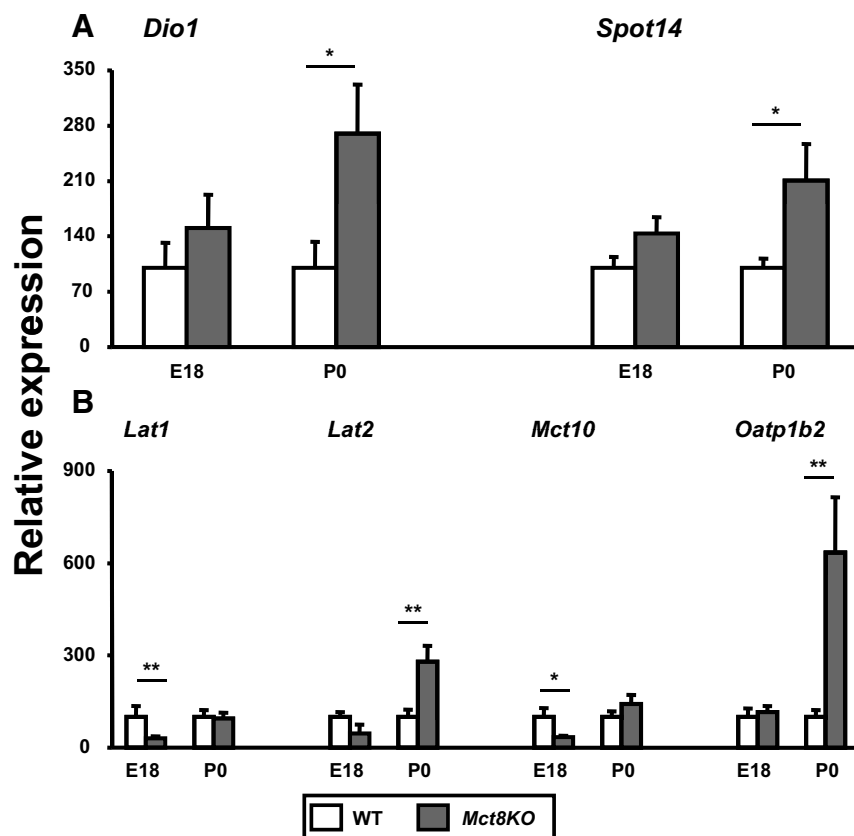 A
Dio1 Spot14
Relative expression
350
280
210
140
70
0
* *
E18 P0 E18 P0
B
Lat1 Lat2 Mct10 Oatp1b2
900
600
300
0
** ** * **
E18 P0 E18 P0 E18 P0 E18 P0
WT Mct8KO